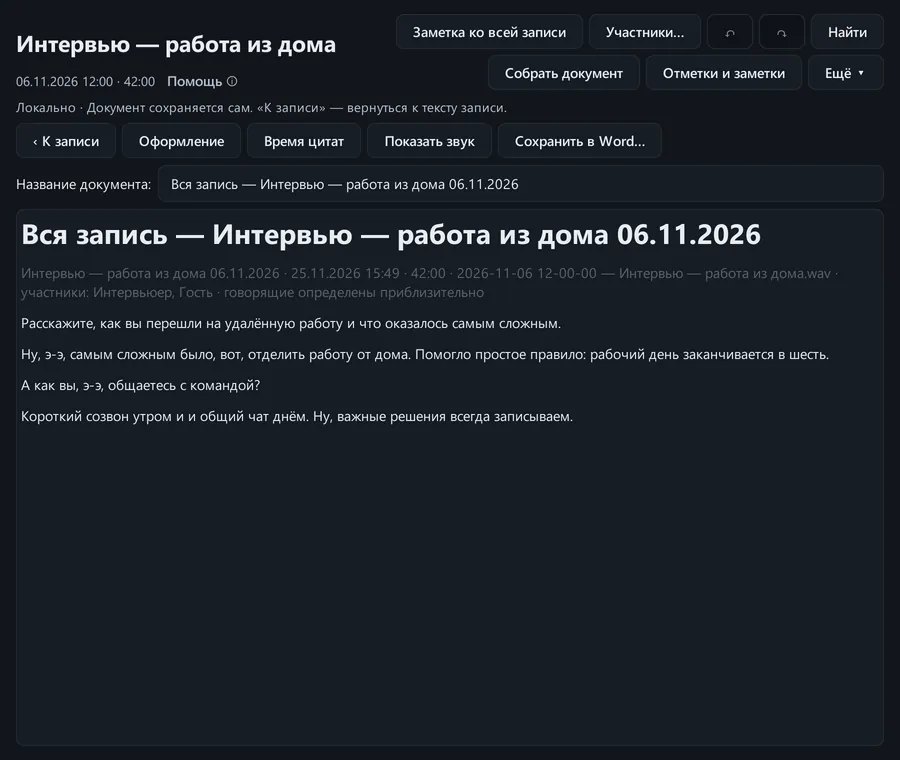 Интервью — работа из дома
Заметка ко всей записи
Участники...
↶
↷
Найти
06.11.2026 12:00 · 42:00 Помощь ⓘ
Собрать документ
Отметки и заметки
Ещё ▾
Локально · Документ сохраняется сам. «К записи» — вернуться к тексту записи.
‹ К записи
Оформление
Время цитат
Показать звук
Сохранить в Word...
Название документа: Вся запись — Интервью — работа из дома 06.11.2026
Вся запись — Интервью — работа из дома 06.11.2026
Интервью — работа из дома 06.11.2026 · 25.11.2026 15:49 · 42:00 · 2026-11-06 12-00-00 — Интервью — работа из дома.wav ·
участники: Интервьюер, Гость · говорящие определены приблизительно
Расскажите, как вы перешли на удалённую работу и что оказалось самым сложным.
Ну, э-э, самым сложным было, вот, отделить работу от дома. Помогло простое правило: рабочий день заканчивается в шесть.
А как вы, э-э, общаетесь с командой?
Короткий созвон утром и и общий чат днём. Ну, важные решения всегда записываем.